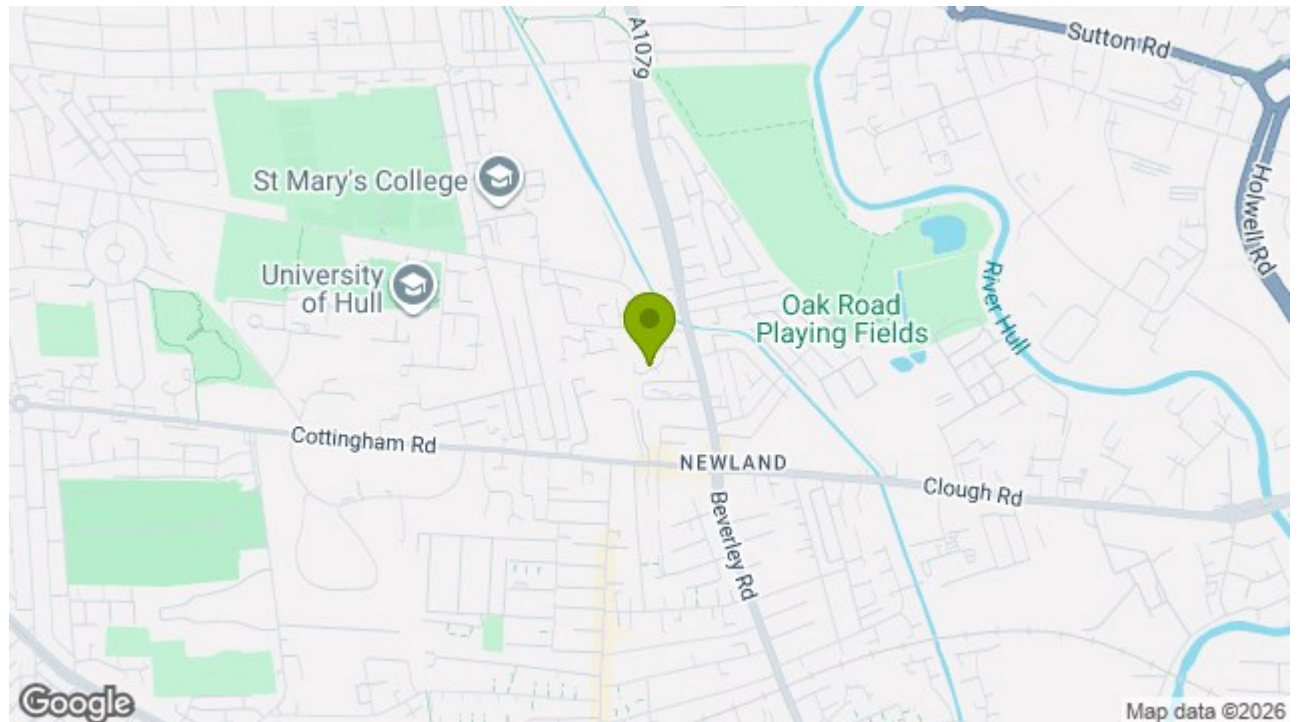 A1079
Sutton Rd
St Mary's College
Holwell Rd
University
of Hull
River Hull
Oak Road
Playing Fields
Cottingham Rd
NEWLAND
Clough Rd
Beverley Rd
Google
Map data ©2026